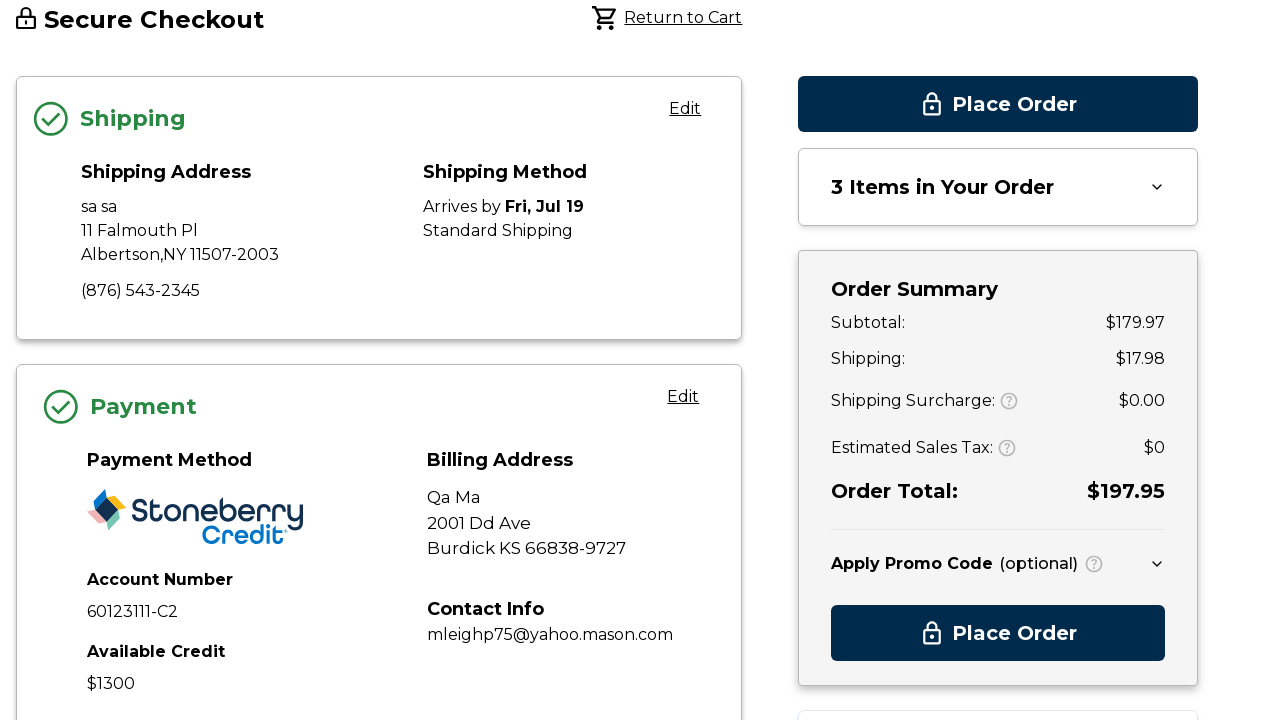 Secure Checkout
Return to Cart
Shipping
Edit
Shipping Address
sa sa
11 Falmouth Pl
Albertson,NY 11507-2003
(876) 543-2345
Shipping Method
Arrives by Fri, Jul 19
Standard Shipping
Payment
Edit
Payment Method
Stoneberry
Credit
Account Number
60123111-C2
Available Credit
$1300
Billing Address
Qa Ma
2001 Dd Ave
Burdick KS 66838-9727
Contact Info
mleighp75@yahoo.mason.com
Place Order
3 Items in Your Order
Order Summary
Subtotal: $179.97
Shipping: $17.98
Shipping Surcharge: ? $0.00
Estimated Sales Tax: ? $0
Order Total: $197.95
Apply Promo Code (optional) ?
Place Order